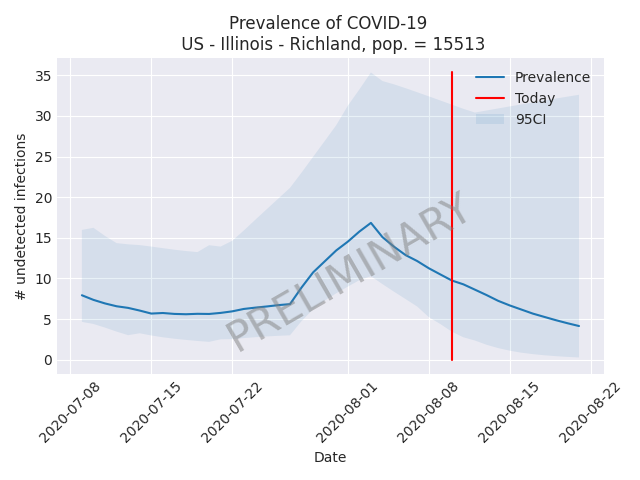 Prevalence of COVID-19
US - Illinois - Richland, pop. = 15513
35
30
25
20
15
10
5
0
# undetected infections
Prevalence
Today
95CI
PRELIMINARY
2020-07-08
2020-07-15
2020-07-22
2020-08-01
2020-08-08
2020-08-15
2020-08-22
Date